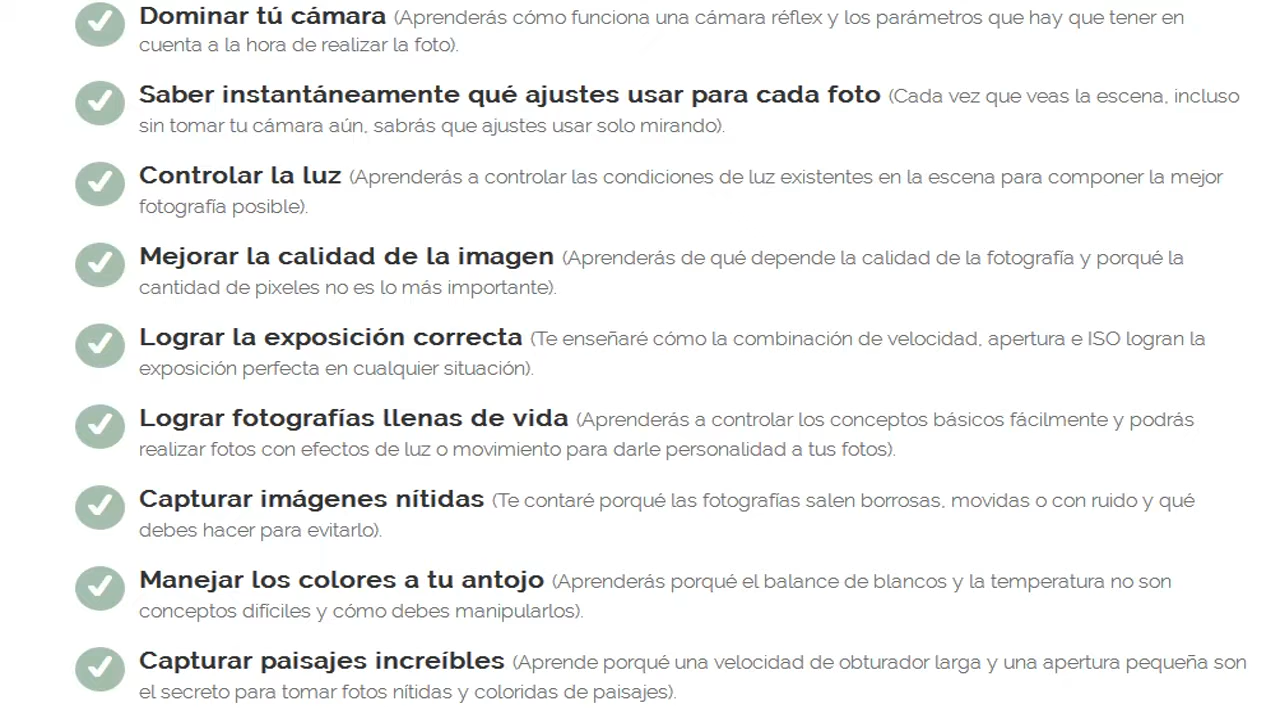 Dominar tú cámara (Aprenderás cómo funciona una cámara réflex y los parámetros que hay que tener en
cuenta a la hora de realizar la foto).
Saber instantáneamente qué ajustes usar para cada foto (Cada vez que veas la escena, incluso
sin tomar tu cámara aún, sabrás que ajustes usar solo mirando).
Controlar la luz (Aprenderás a controlar las condiciones de luz existentes en la escena para componer la mejor
fotografía posible).
Mejorar la calidad de la imagen (Aprenderás de qué depende la calidad de la fotografía y porqué la
cantidad de pixeles no es lo más importante).
Lograr la exposición correcta (Te enseñaré cómo la combinación de velocidad, apertura e ISO logran la
exposición perfecta en cualquier situación).
Lograr fotografías llenas de vida (Aprenderás a controlar los conceptos básicos fácilmente y podrás
realizar fotos con efectos de luz o movimiento para darle personalidad a tus fotos).
Capturar imágenes nítidas (Te contaré porqué las fotografías salen borrosas, movidas o con ruido y qué
debes hacer para evitarlo).
Manejar los colores a tu antojo (Aprenderás porqué el balance de blancos y la temperatura no son
conceptos difíciles y cómo debes manipularlos).
Capturar paisajes increíbles (Aprende porqué una velocidad de obturador larga y una apertura pequeña son
el secreto para tomar fotos nítidas y coloridas de paisajes).